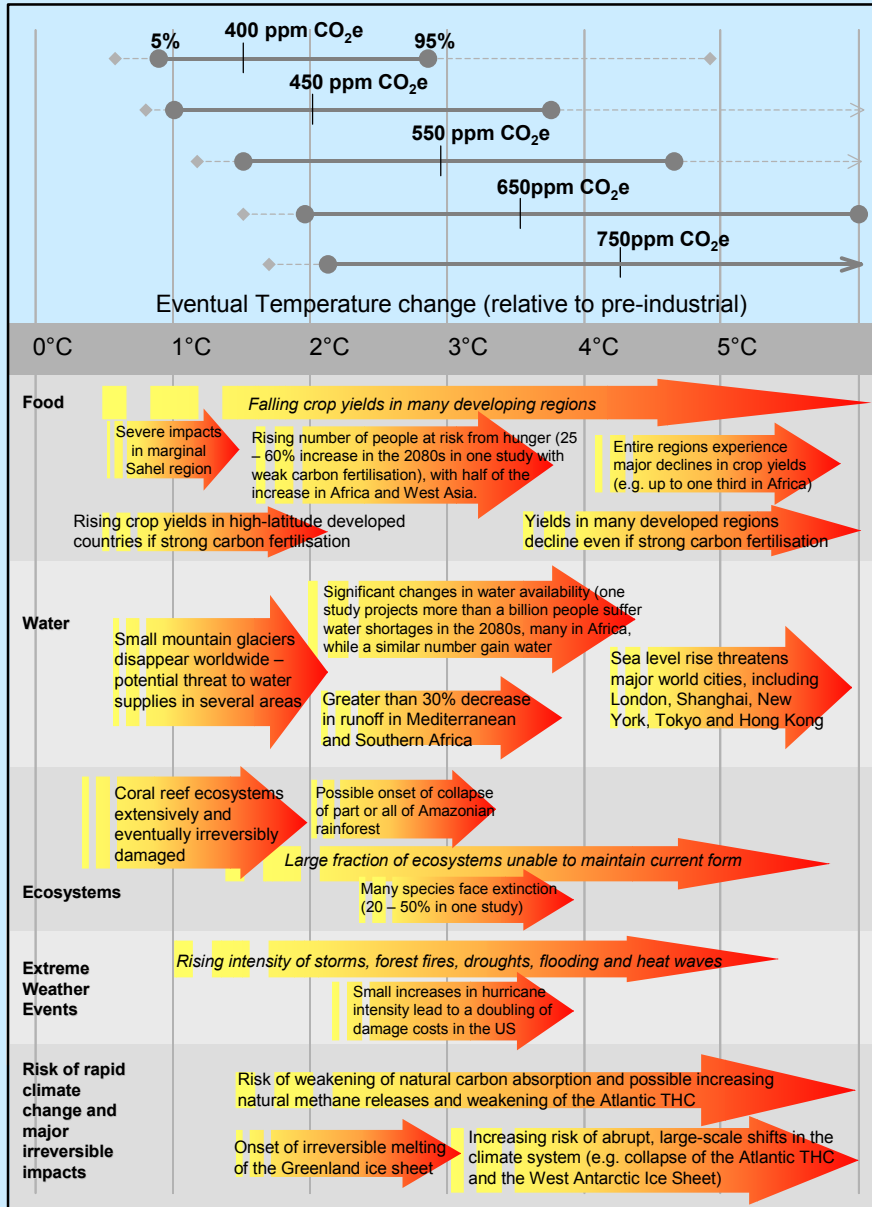 5%
400 ppm CO2e
95%
450 ppm CO2e
550 ppm CO2e
650ppm CO2e
750ppm CO2e
Eventual Temperature change (relative to pre-industrial)
0°C 1°C 2°C 3°C 4°C 5°C
Food
Falling crop yields in many developing regions
Severe impacts
in marginal
Sahel region
Rising number of people at risk from hunger (25
– 60% increase in the 2080s in one study with
weak carbon fertilisation), with half of the
increase in Africa and West Asia.
Entire regions experience
major declines in crop yields
(e.g. up to one third in Africa)
Rising crop yields in high-latitude developed
countries if strong carbon fertilisation
Yields in many developed regions
decline even if strong carbon fertilisation
Water
Small mountain glaciers
disappear worldwide –
potential threat to water
supplies in several areas
Significant changes in water availability (one
study projects more than a billion people suffer
water shortages in the 2080s, many in Africa,
while a similar number gain water
Greater than 30% decrease
in runoff in Mediterranean
and Southern Africa
Sea level rise threatens
major world cities, including
London, Shanghai, New
York, Tokyo and Hong Kong
Ecosystems
Coral reef ecosystems
extensively and
eventually irreversibly
damaged
Possible onset of collapse
of part or all of Amazonian
rainforest
Large fraction of ecosystems unable to maintain current form
Many species face extinction
(20 – 50% in one study)
Extreme
Weather
Events
Rising intensity of storms, forest fires, droughts, flooding and heat waves
Small increases in hurricane
intensity lead to a doubling of
damage costs in the US
Risk of rapid
climate
change and
major
irreversible
impacts
Risk of weakening of natural carbon absorption and possible increasing
natural methane releases and weakening of the Atlantic THC
Onset of irreversible melting
of the Greenland ice sheet
Increasing risk of abrupt, large-scale shifts in the
climate system (e.g. collapse of the Atlantic THC
and the West Antarctic Ice Sheet)